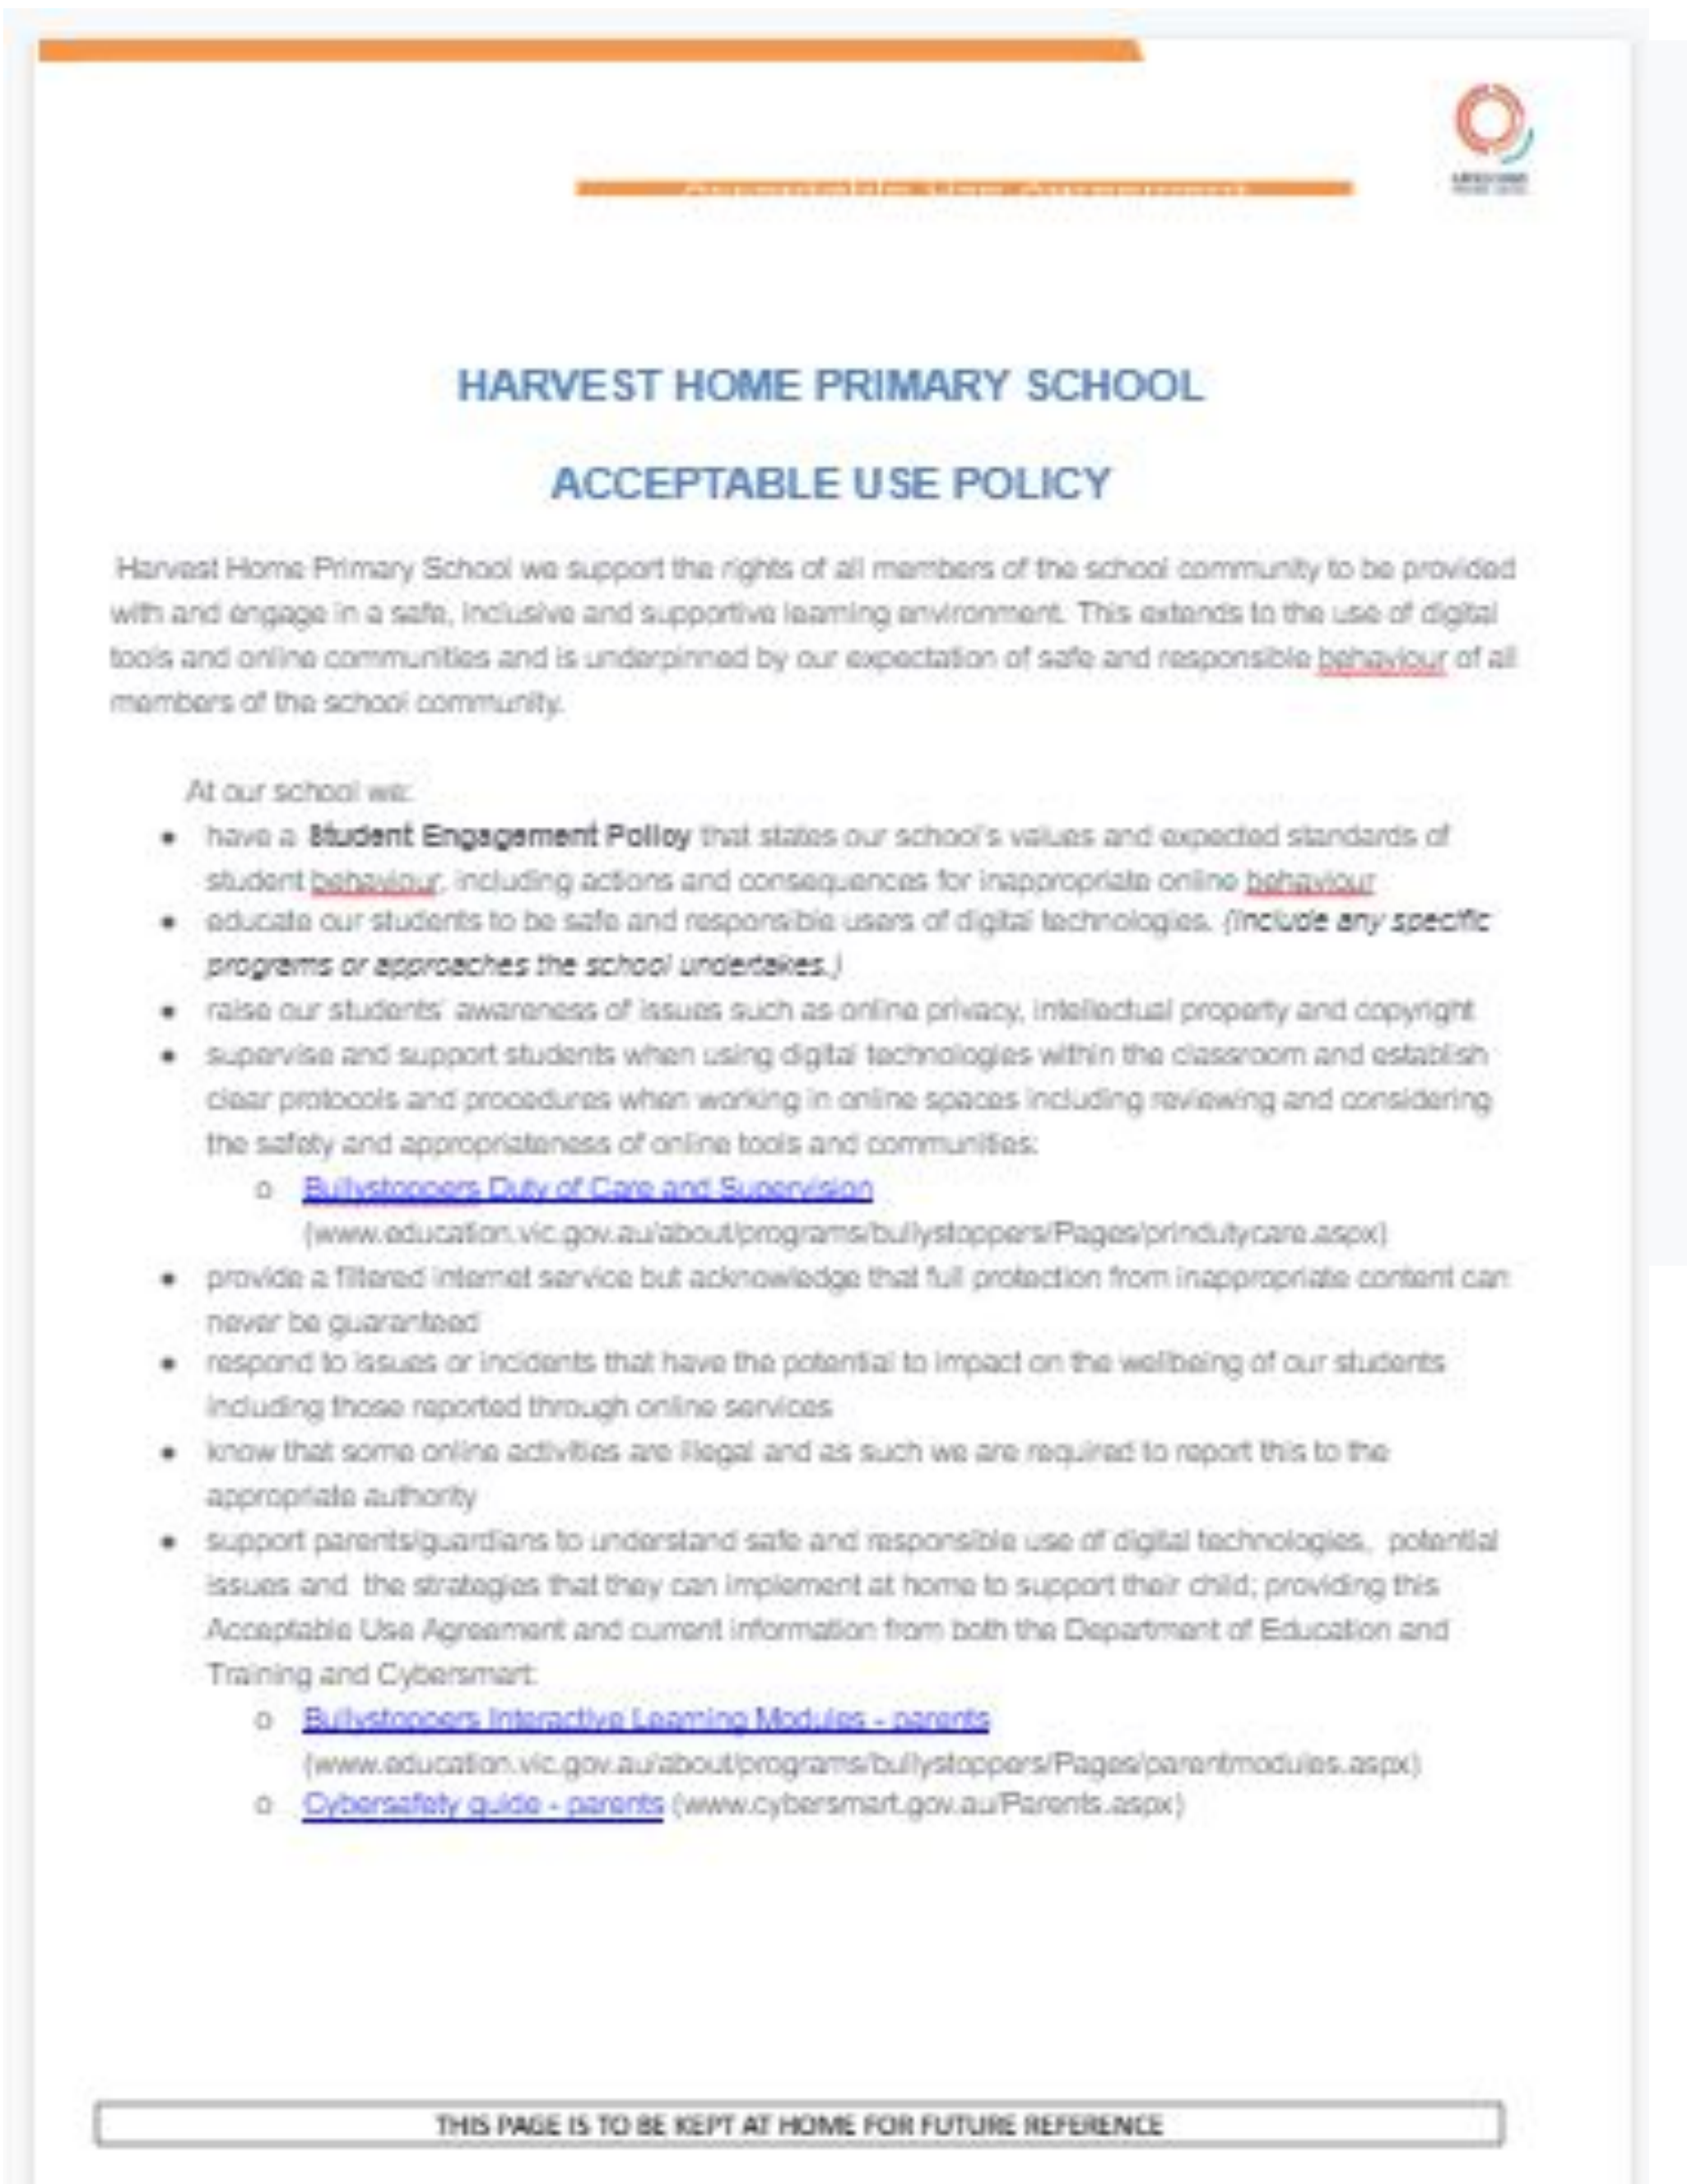 HARVEST HOME PRIMARY SCHOOL
ACCEPTABLE USE POLICY
Harvest Home Primary School we support the rights of all members of the school community to be provided
with and engage in a safe, inclusive and supportive learning environment. This extends to the use of digital
tools and online communities and is underpinned by our expectation of safe and responsible behaviour of all
members of the school community.
At our school we:
• have a Student Engagement Policy that states our school's values and expected standards of
student behaviour, including actions and consequences for inappropriate online behaviour
• educate our students to be safe and responsible users of digital technologies. (Include any specific
programs or approaches the school undertakes.)
• raise our students' awareness of issues such as online privacy, intellectual property and copyright
• supervise and support students when using digital technologies within the classroom and establish
clear protocols and procedures when working in online spaces including reviewing and considering
the safety and appropriateness of online tools and communities:
o Bullystoppers Duty of Care and Supervision
(www.education.vic.gov.au/about/programs/bullystoppers/Pages/prindutycare.aspx)
• provide a filtered internet service but acknowledge that full protection from inappropriate content can
never be guaranteed
• respond to issues or incidents that have the potential to impact on the wellbeing of our students
including those reported through online services
• know that some online activities are illegal and as such we are required to report this to the
appropriate authority
• support parents/guardians to understand safe and responsible use of digital technologies, potential
issues and the strategies that they can implement at home to support their child; providing this
Acceptable Use Agreement and current information from both the Department of Education and
Training and Cybersmart:
o Bullystoppers Interactive Learning Modules - parents
(www.education.vic.gov.au/about/programs/bullystoppers/Pages/parentmodules.aspx)
o Cybersafety guide - parents (www.cybersmart.gov.au/Parents.aspx)
THIS PAGE IS TO BE KEPT AT HOME FOR FUTURE REFERENCE